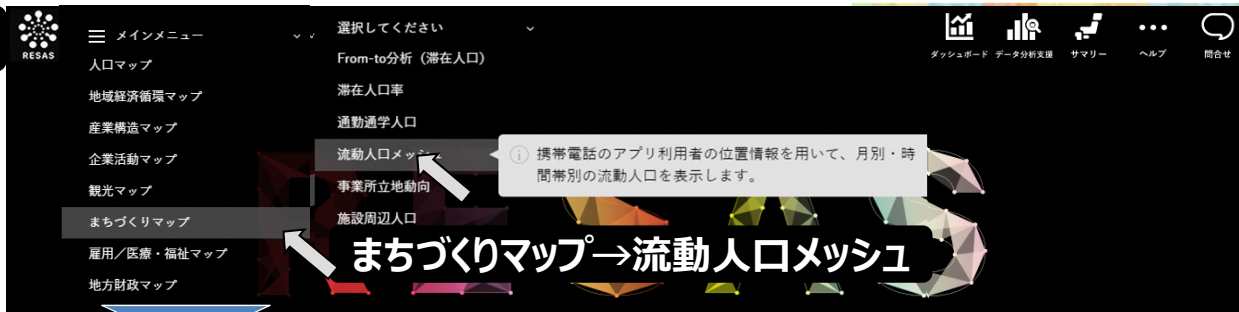 RESAS
メインメニュー
人口マップ
地域経済循環マップ
産業構造マップ
企業活動マップ
観光マップ
まちづくりマップ
雇用／医療・福祉マップ
地方財政マップ
選択してください
From-to分析（滞在人口）
滞在人口率
通勤通学人口
流動人口メッシュ
事業所立地動向
施設周辺人口
携帯電話のアプリ利用者の位置情報を用いて、月別・時
間帯別の流動人口を表示します。
ダッシュボード
データ分析支援
サマリー
ヘルプ
問合せ
まちづくりマップ→流動人口メッシュ